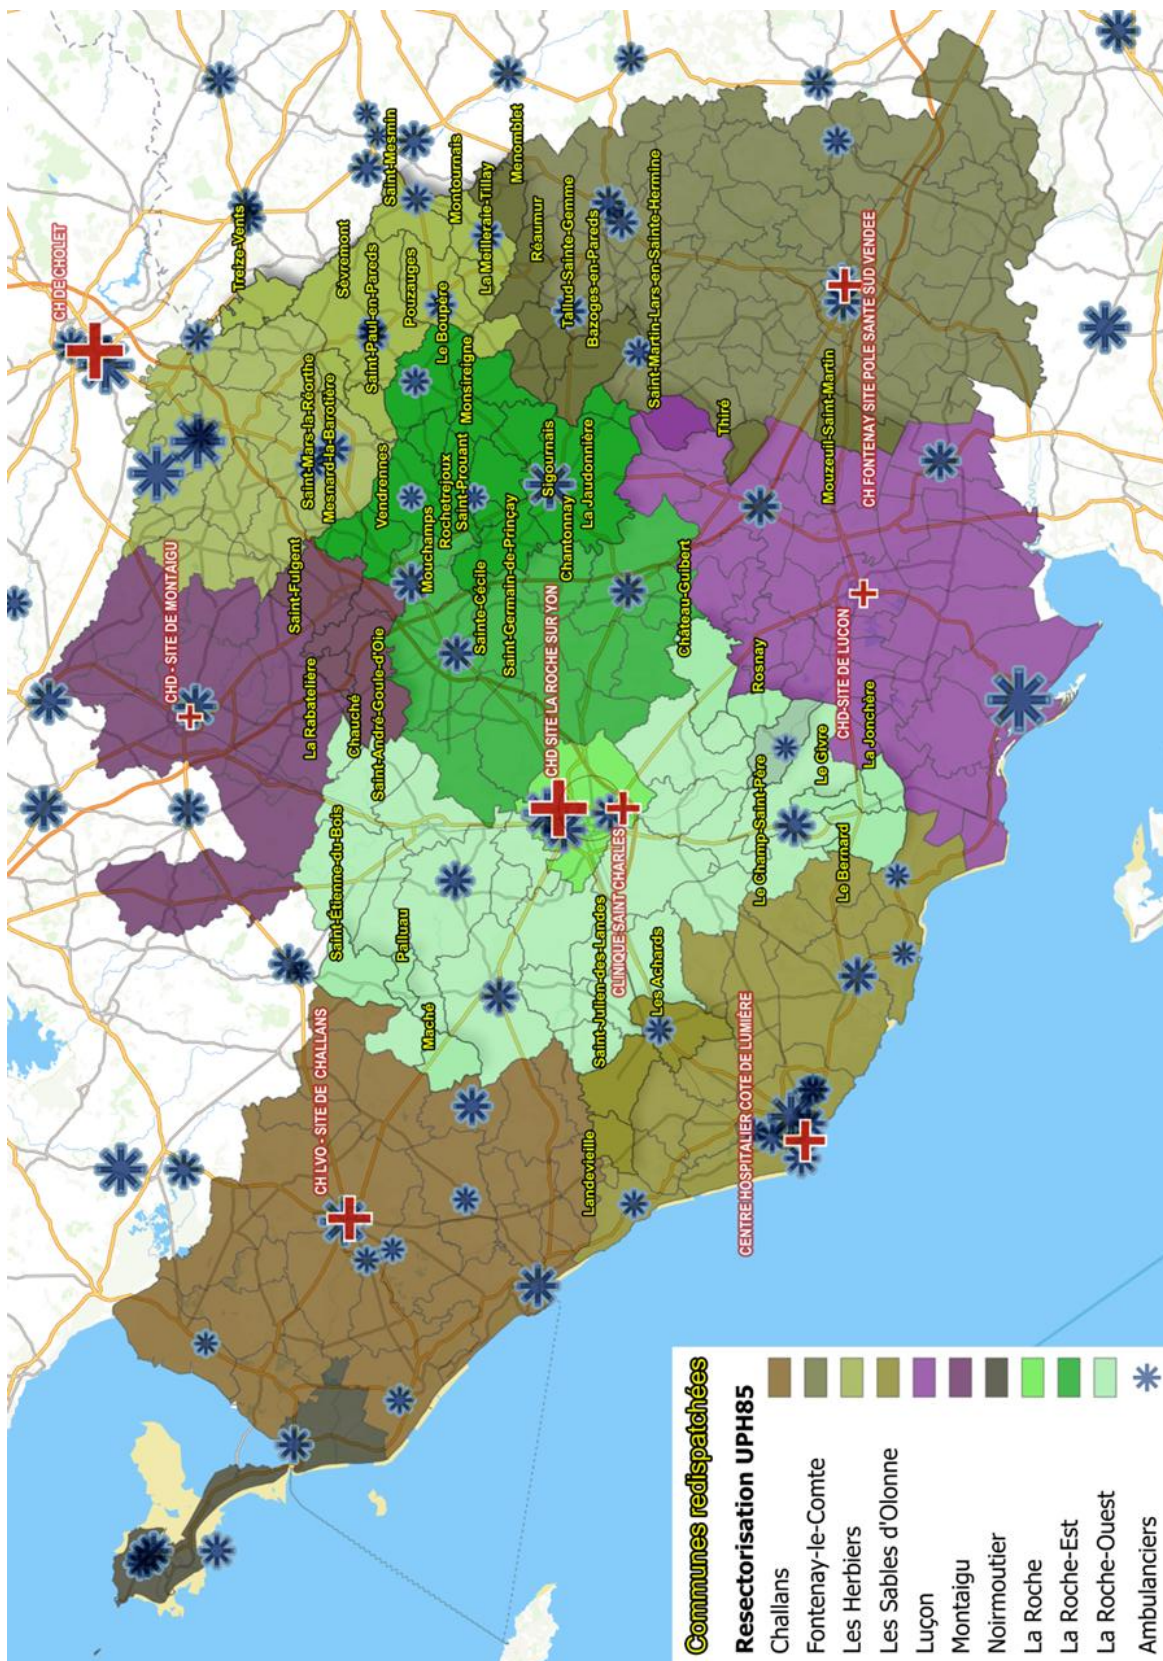 CH DE CHOLET
Treize-Vents
Saint-Mesmin
Sèvremont
Saint-Paul-en-Pareds
Pouzauges
Montournais
Le Boupère
La Meilleraie-Tillay
Menomblet
Réaumur
Tallud-Sainte-Gemme
Bazoges-en-Pareds
Saint-Martin-Lars-en-Sainte-Hermine
CH FONTENAY SITE POLE SANTE SUD VENDEE
Saint-Mars-la-Réorthe
Mesnard-la-Barotière
Vendrennes
Monsireigne
Mouchamps
Rochetrejoux
Saint-Prouant
Sigournais
La Jaudonnière
Thiré
Mouzeuil-Saint-Martin
CHD - SITE DE MONTAIGU
Saint-Fulgent
La Rabatelière
Chauché
Saint-André-Goule-d'Oie
Sainte-Cécile
Saint-Germain-de-Prinçay
Chantonnay
CHD SITE LA ROCHE SUR YON
Château-Guibert
Rosnay
CHD-SITE DE LUCON
Saint-Étienne-du-Bois
Palluau
Maché
CLINIQUE SAINT CHARLES
Saint-Julien-des-Landes
Les Achards
Le Champ-Saint-Père
Le Givre
La Jonchère
Le Bernard
CH LVO - SITE DE CHALLANS
Landevieille
CENTRE HOSPITALIER COTE DE LUMIÈRE
Communes redispatchées
Resectorisation UPH85
Challans
Fontenay-le-Comte
Les Herbiers
Les Sables d'Olonne
Luçon
Montaigu
Noirmoutier
La Roche
La Roche-Est
La Roche-Ouest
Ambulanciers